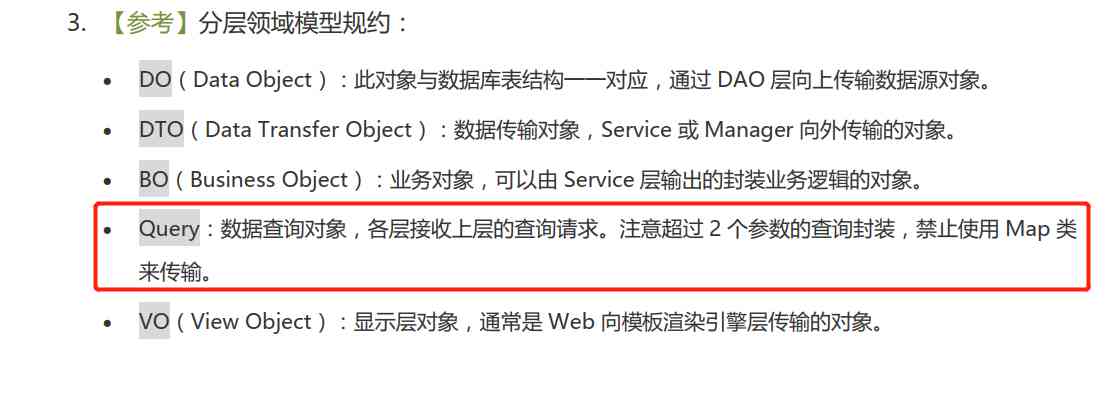 3. 【参考】分层领域模型规约：
• DO（Data Object）：此对象与数据库表结构一一对应，通过 DAO 层向上传输数据源对象。
• DTO（Data Transfer Object）：数据传输对象，Service 或 Manager 向外传输的对象。
• BO（Business Object）：业务对象，可以由 Service 层输出的封装业务逻辑的对象。
• Query：数据查询对象，各层接收上层的查询请求。注意超过 2 个参数的查询封装，禁止使用 Map 类
来传输。
• VO（View Object）：显示层对象，通常是 Web 向模板渲染引擎层传输的对象。